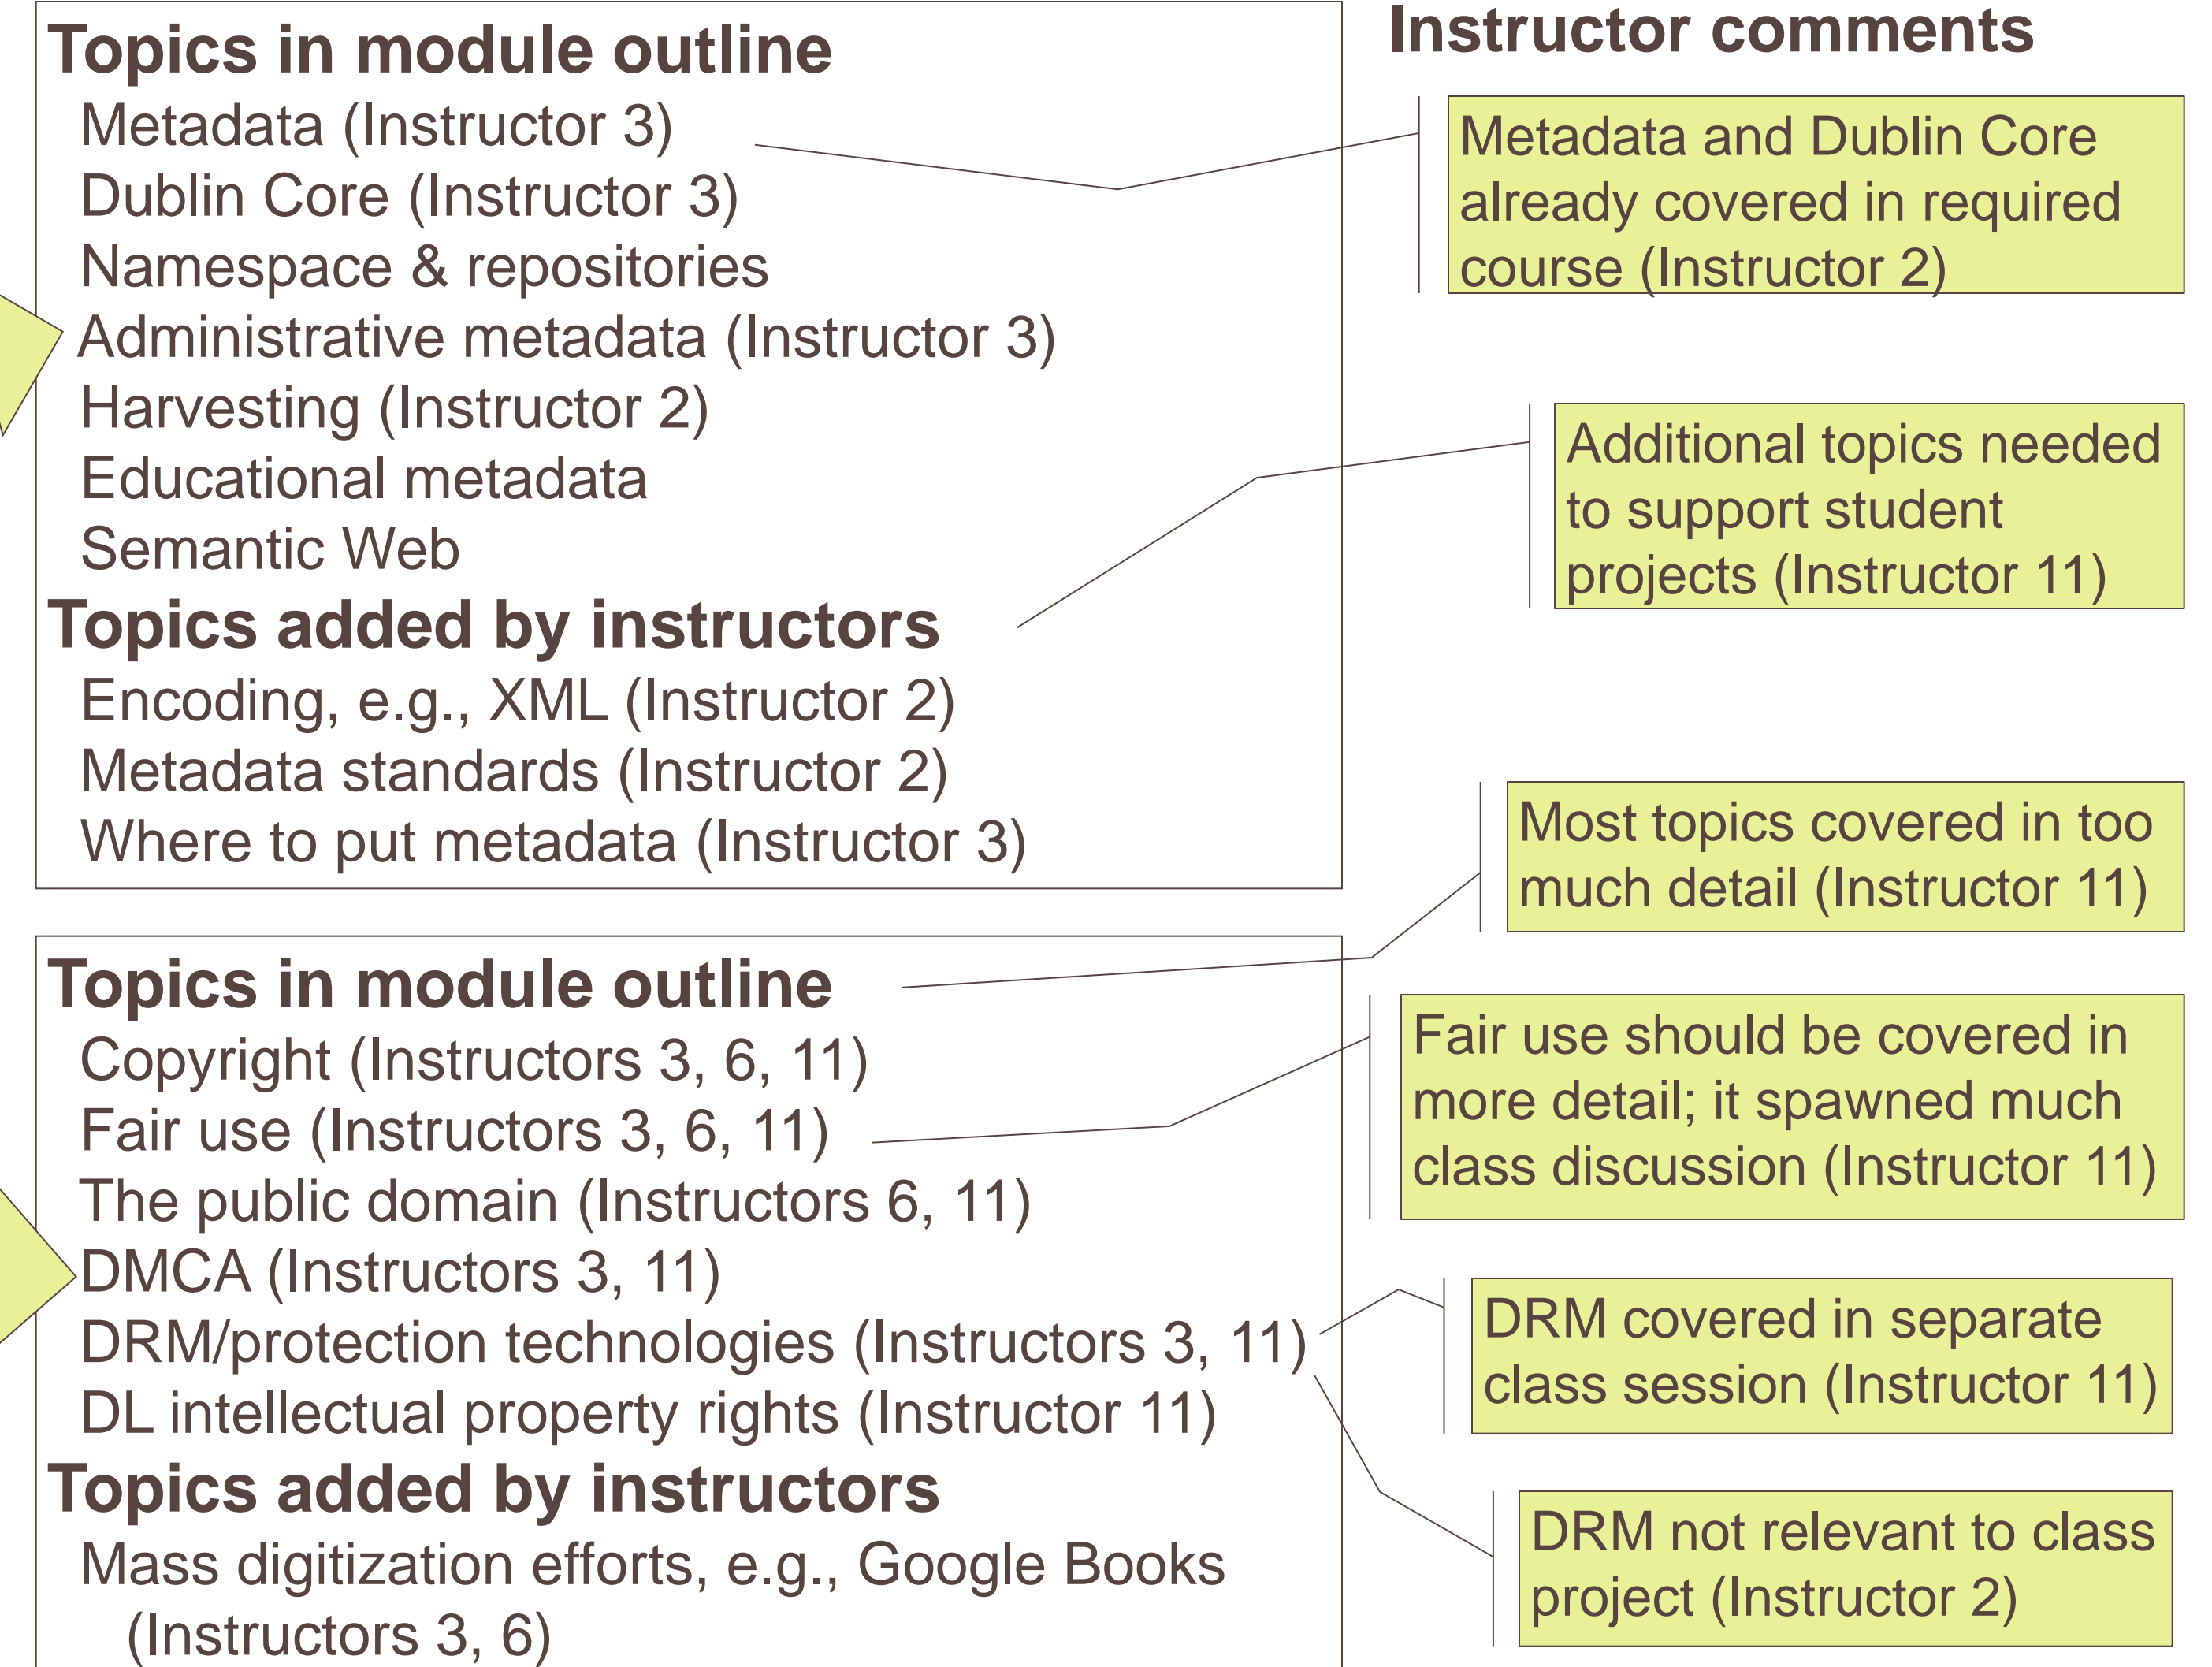 Topics in module outline
Metadata (Instructor 3)
Dublin Core (Instructor 3)
Namespace & repositories
Administrative metadata (Instructor 3)
Harvesting (Instructor 2)
Educational metadata
Semantic Web
Topics added by instructors
Encoding, e.g., XML (Instructor 2)
Metadata standards (Instructor 2)
Where to put metadata (Instructor 3)
Topics in module outline
Copyright (Instructors 3, 6, 11)
Fair use (Instructors 3, 6, 11)
The public domain (Instructors 6, 11)
DMCA (Instructors 3, 11)
DRM/protection technologies (Instructors 3, 11)
DL intellectual property rights (Instructor 11)
Topics added by instructors
Mass digitization efforts, e.g., Google Books
(Instructors 3, 6)
Instructor comments
Metadata and Dublin Core
already covered in required
course (Instructor 2)
Additional topics needed
to support student
projects (Instructor 11)
Most topics covered in too
much detail (Instructor 11)
Fair use should be covered in
more detail; it spawned much
class discussion (Instructor 11)
DRM covered in separate
class session (Instructor 11)
DRM not relevant to class
project (Instructor 2)